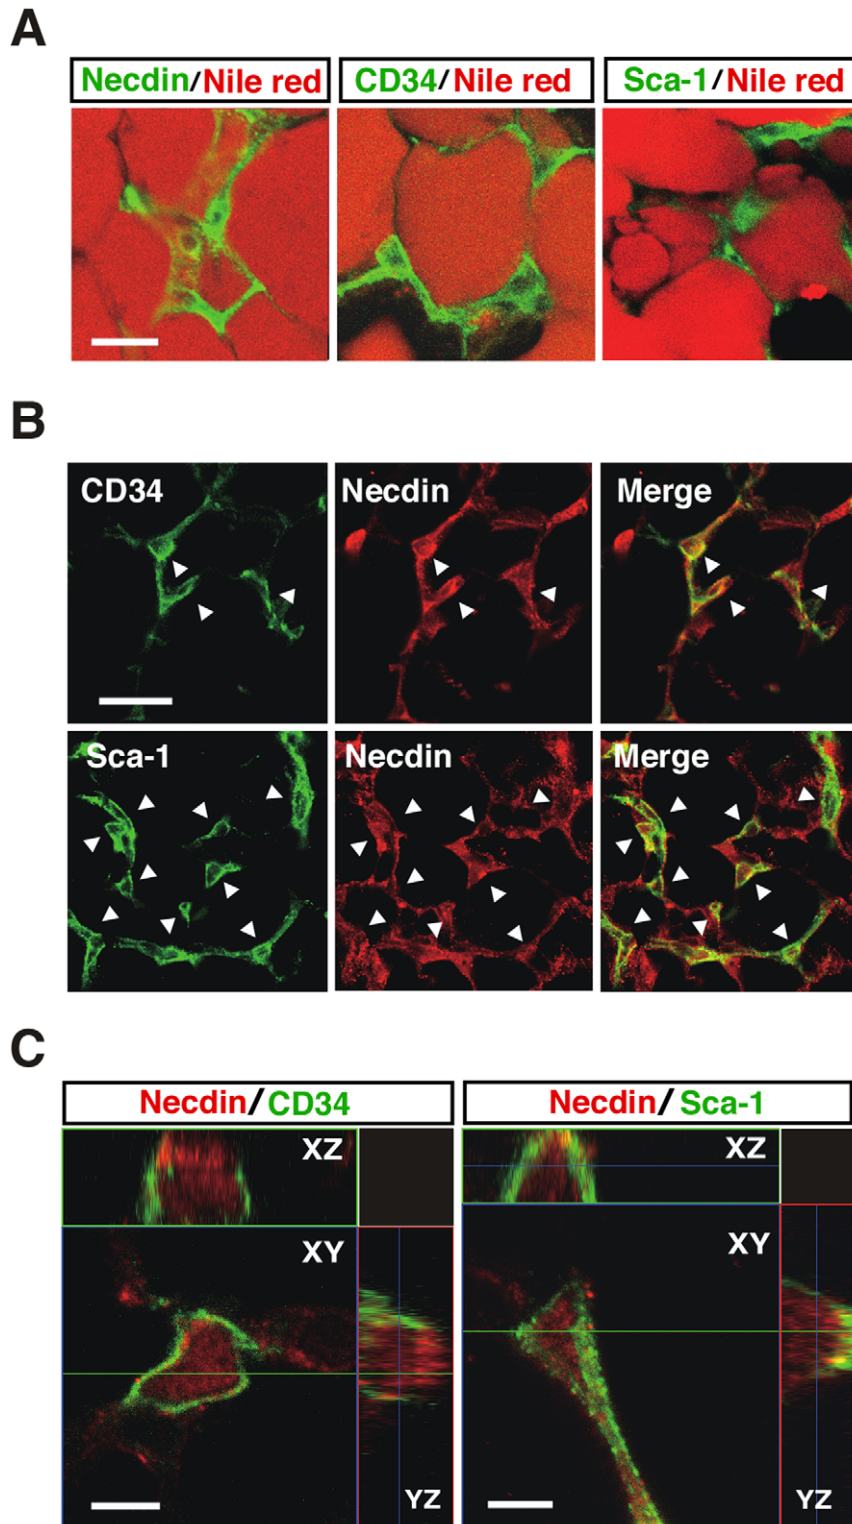 A
Necdin/Nile red
CD34/Nile red
Sca-1/Nile red
B
CD34
Necdin
Merge
Sca-1
Necdin
Merge
C
Necdin/CD34
Necdin/Sca-1
XZ
XZ
XY
XY
YZ
YZ